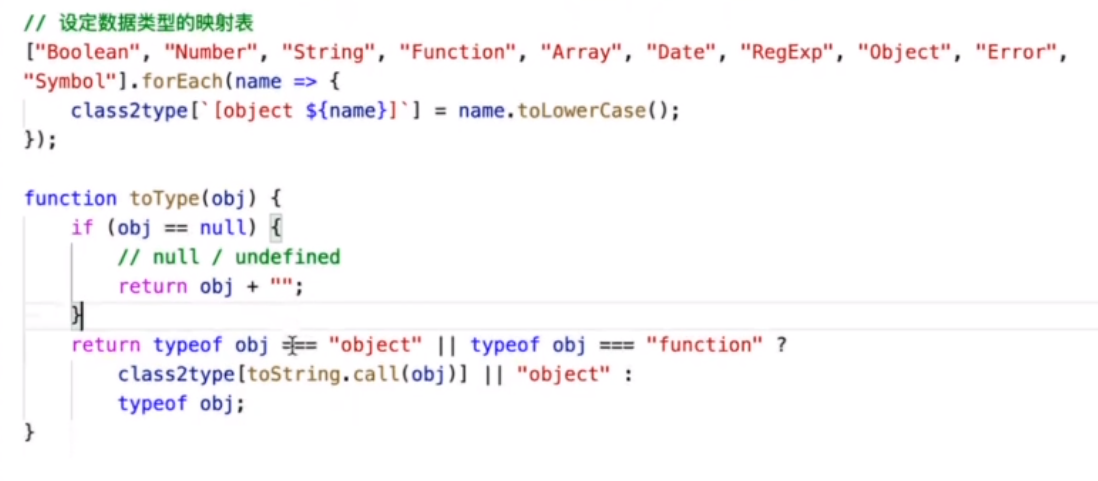 // 设定数据类型的映射表
["Boolean", "Number", "String", "Function", "Array", "Date", "RegExp", "Object", "Error",
"Symbol"].forEach(name => {
    class2type[`[object ${name}]`] = name.toLowerCase();
});

function toType(obj) {
    if (obj == null) {
        // null / undefined
        return obj + "";
    }
    return typeof obj === "object" || typeof obj === "function" ?
        class2type[toString.call(obj)] || "object" :
        typeof obj;
}